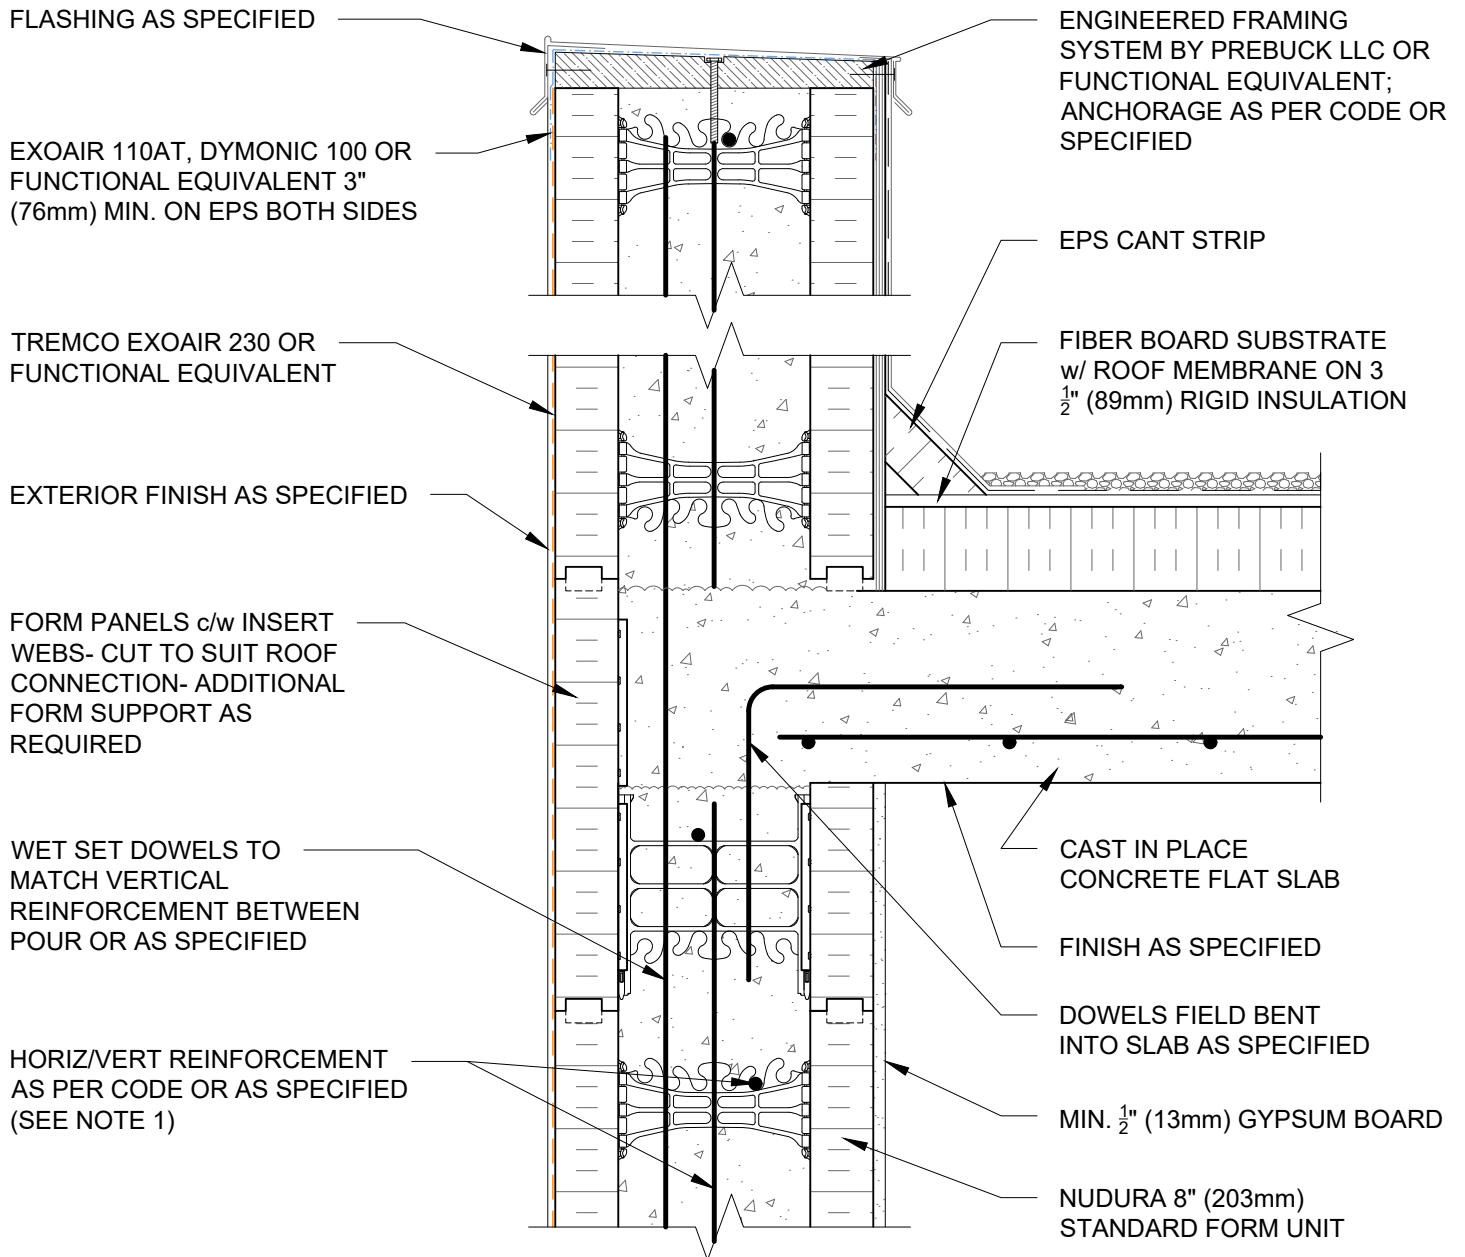 FLASHING AS SPECIFIED
EXOAIR 110AT, DYMONIC 100 OR
FUNCTIONAL EQUIVALENT 3"
(76mm) MIN. ON EPS BOTH SIDES
TREMCO EXOAIR 230 OR
FUNCTIONAL EQUIVALENT
EXTERIOR FINISH AS SPECIFIED
FORM PANELS c/w INSERT
WEBS- CUT TO SUIT ROOF
CONNECTION- ADDITIONAL
FORM SUPPORT AS
REQUIRED
WET SET DOWELS TO
MATCH VERTICAL
REINFORCEMENT BETWEEN
POUR OR AS SPECIFIED
HORIZ/VERT REINFORCEMENT
AS PER CODE OR AS SPECIFIED
(SEE NOTE 1)
ENGINEERED FRAMING
SYSTEM BY PREBUCK LLC OR
FUNCTIONAL EQUIVALENT;
ANCHORAGE AS PER CODE OR
SPECIFIED
EPS CANT STRIP
FIBER BOARD SUBSTRATE
w/ ROOF MEMBRANE ON 3
1/2" (89mm) RIGID INSULATION
CAST IN PLACE
CONCRETE FLAT SLAB
FINISH AS SPECIFIED
DOWELS FIELD BENT
INTO SLAB AS SPECIFIED
MIN. 1/2" (13mm) GYPSUM BOARD
NUDURA 8" (203mm)
STANDARD FORM UNIT